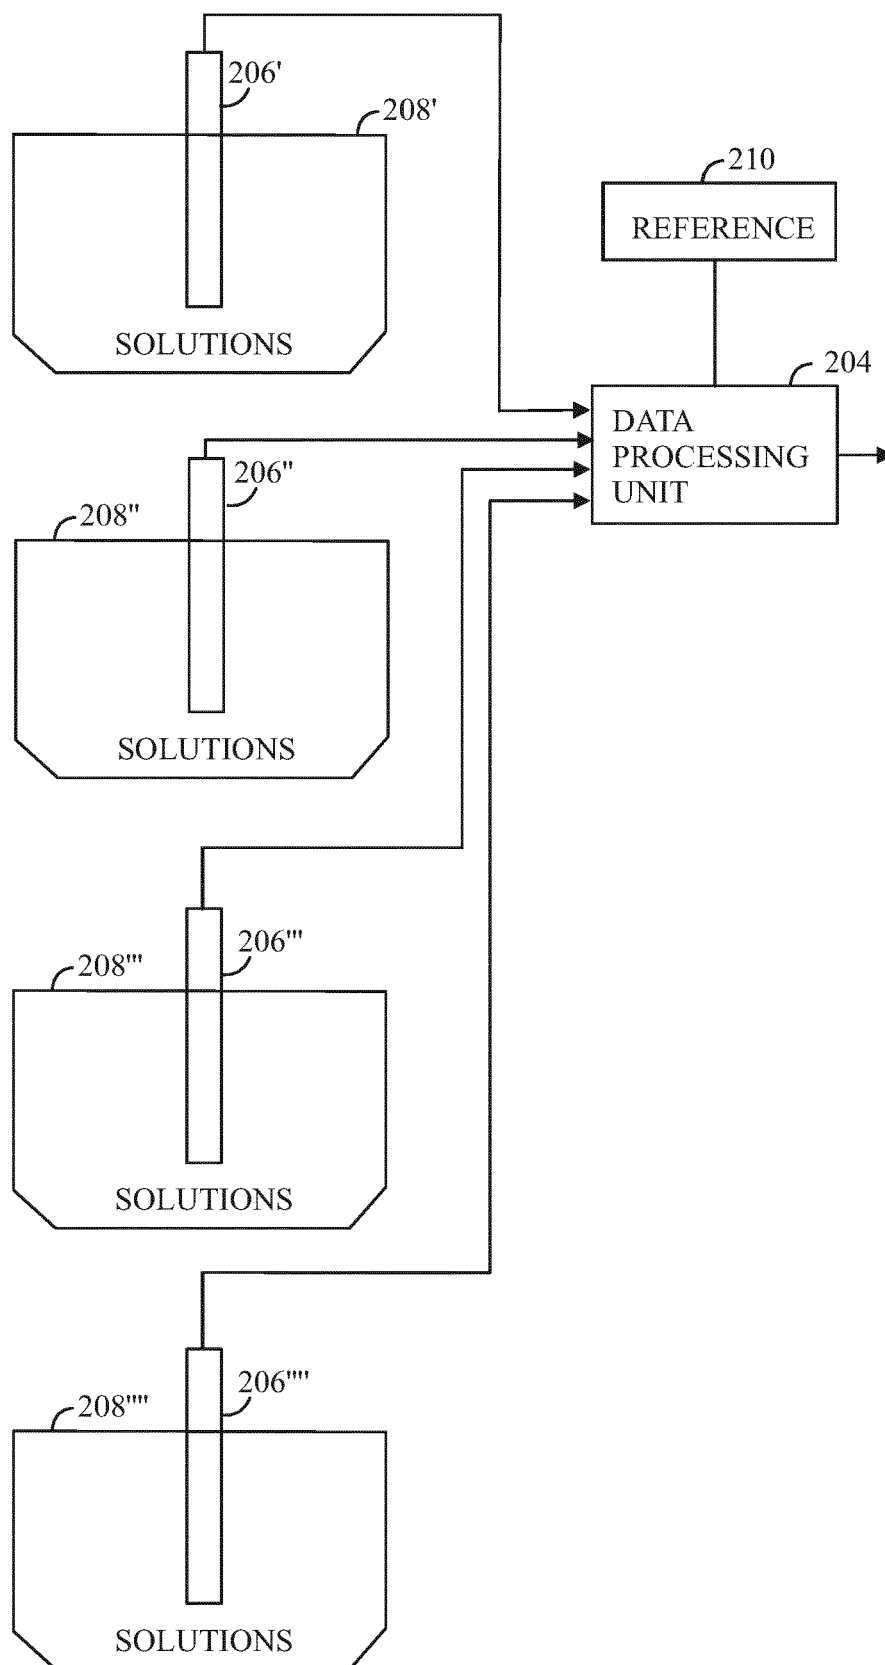 206'
208'
SOLUTIONS
210
REFERENCE
204
DATA
PROCESSING
UNIT
206"
208"
SOLUTIONS
206'"
208'"
SOLUTIONS
206""
208""
SOLUTIONS